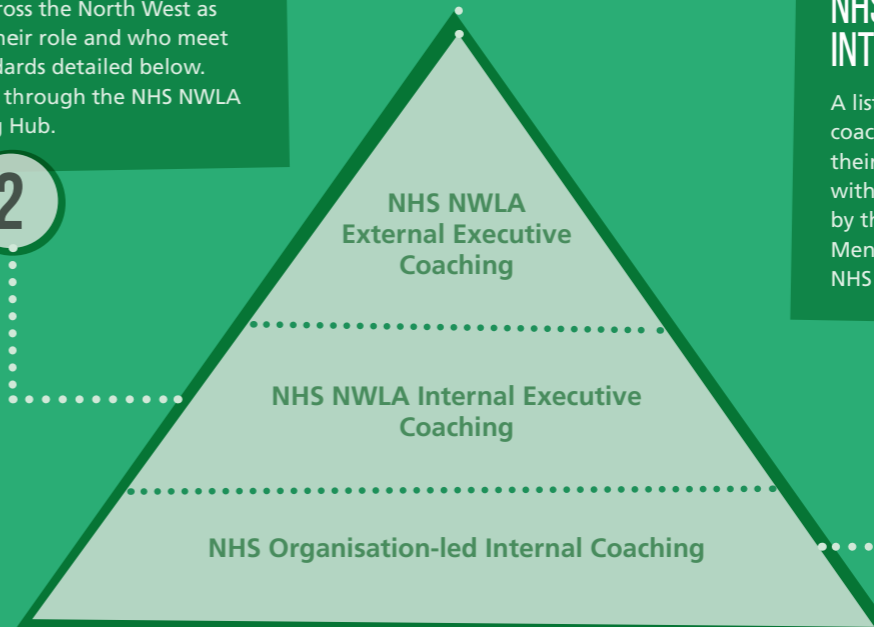 ross the North West as
heir role and who meet
dards detailed below.
through the NHS NWLA
Hub.
2
NHS NWLA
External Executive
Coaching
NHS NWLA Internal Executive
Coaching
NHS Organisation-led Internal Coaching
NHS
INT
A list
coac
their
with
by th
Men
NHS